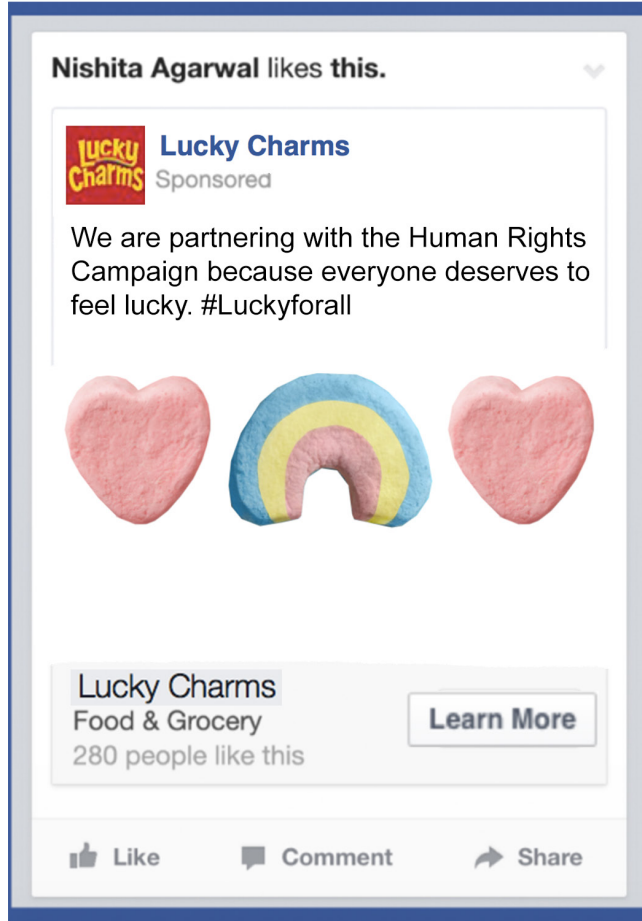 Nishita Agarwal likes this.
Lucky
Charms
Lucky Charms
Sponsored
We are partnering with the Human Rights
Campaign because everyone deserves to
feel lucky. #Luckyforall
Lucky Charms
Food & Grocery
280 people like this
Learn More
Like
Comment
Share